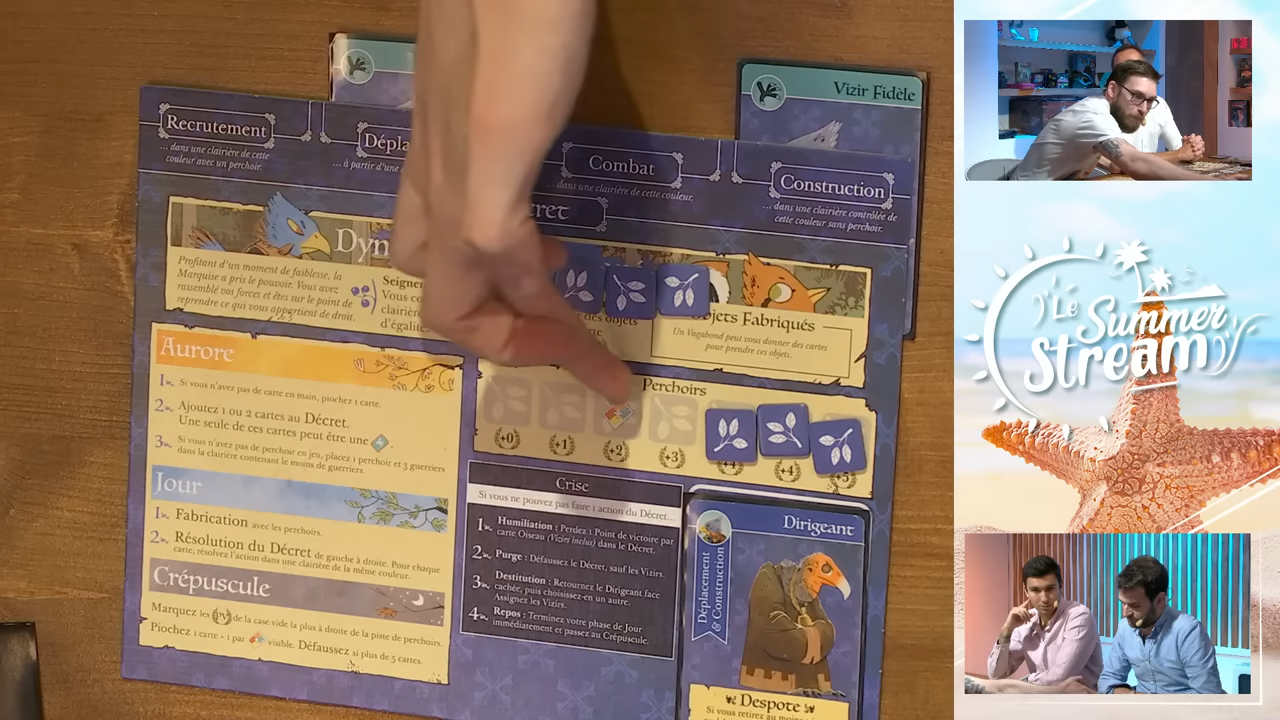 Vizir Fidèle
Recrutement
... dans une clairière de cette
couleur avec un perchoir.
Dépla
... à partir d'une
Combat
... dans une clairière de cette couleur.
Construction
... dans une clairière contrôlée de
cette couleur sans perchoir.
cret
Dyn
Profitant d'un moment de faiblesse, la
Marquise a pris le pouvoir. Vous avez
rassemblé vos forces et êtes sur le point de
reprendre ce qui vous appartient de droit.
Seigne
Vous co
clairière
d'égalite
des objets
bjets Fabriqués
Un Vagabond peut vous donner des cartes
pour prendre ces objets.
Aurore
1 Si vous n'avez pas de carte en main, piochez 1 carte.
2 Ajoutez 1 ou 2 cartes au Décret.
Une seule de ces cartes peut être une
3 Si vous n'avez pas de perchoir en jeu, placez 1 perchoir et 3 guerriers
dans la clairière contenant le moins de guerriers.
Jour
1 Fabrication avec les perchoirs.
2 Résolution du Décret de gauche à droite. Pour chaque
carte, résolvez l'action dans une clairière de la même couleur.
Crépuscule
Marquez les PV de la case vide la plus à droite de la piste de perchoirs.
Piochez 1 carte + 1 par visible. Défaussez si plus de 5 cartes.
Perchoirs
+0 +1 +2 +3 +4 +4 +5
Crise
Si vous ne pouvez pas faire 1 action du Décret...
1 Humiliation : Perdez 1 Point de victoire par
carte Oiseau (Vizirs inclus) dans le Décret.
2 Purge : Défaussez le Décret, sauf les Vizirs.
3 Destitution : Retournez le Dirigeant face
cachée, puis choisissez-en un autre.
Assignez les Vizirs.
4 Repos : Terminez votre phase de Jour
immédiatement et passez au Crépuscule.
Dirigeant
Déplacement
& Construction
Despote
Si vous retirez au moins
Le Summer
Stream